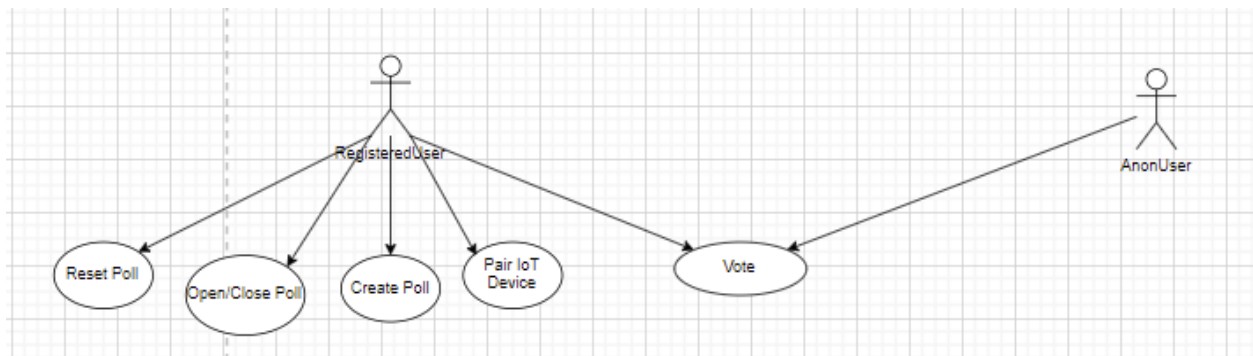 RegisteredUser
AnonUser
Reset Poll
Open/Close Poll
Create Poll
Pair IoT
Device
Vote